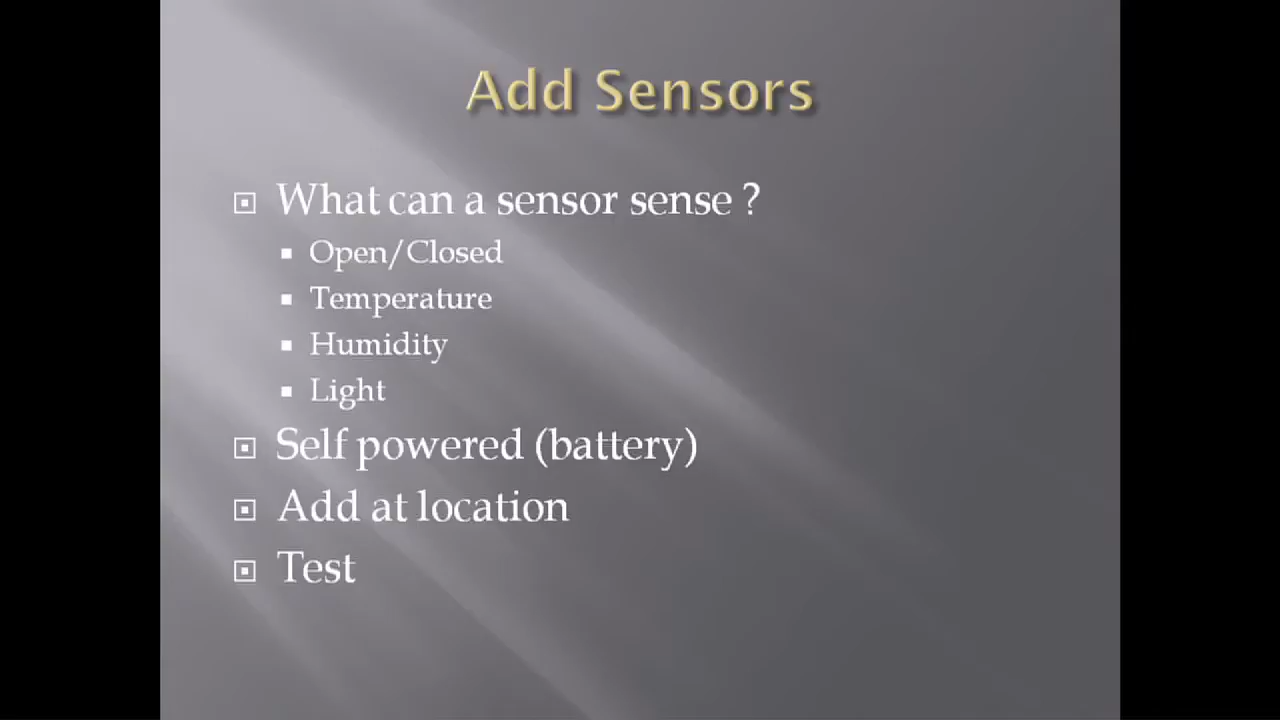 Add Sensors
What can a sensor sense ?
Open/Closed
Temperature
Humidity
Light
Self powered (battery)
Add at location
Test